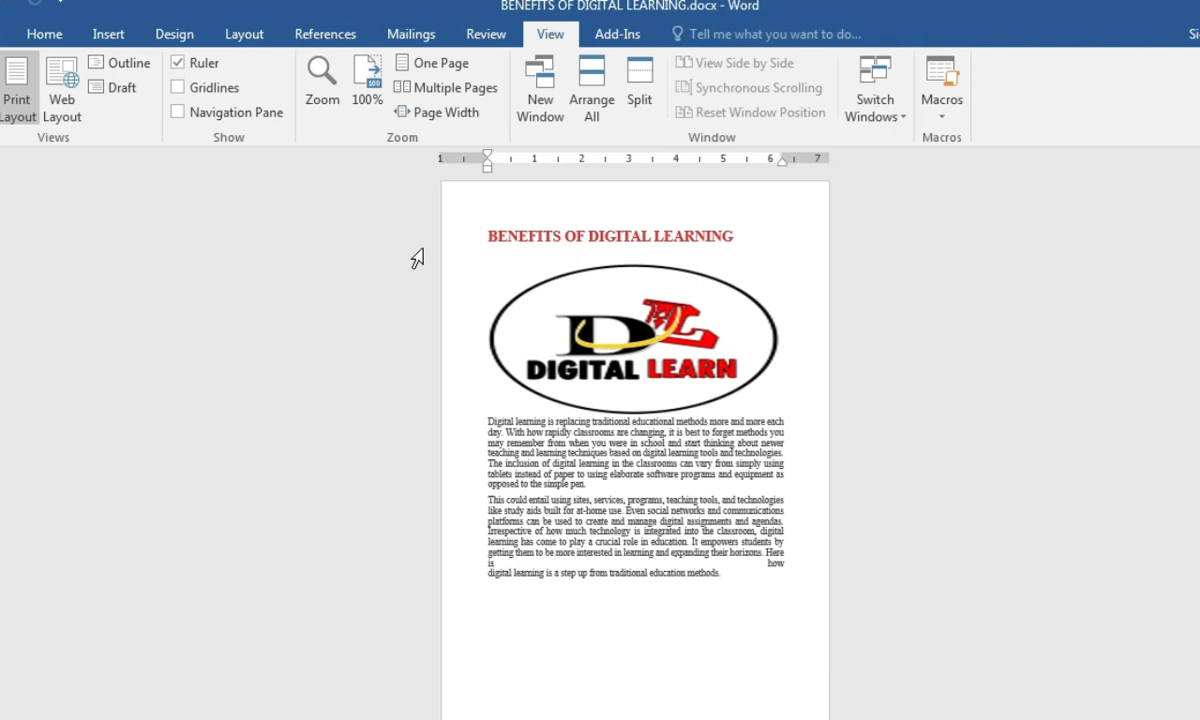 BENEFITS OF DIGITAL LEARNING.docx - Word
Home Insert Design Layout References Mailings Review View Add-Ins Tell me what you want to do...
Print Layout
Web Layout
Outline
Draft
Views
Ruler
Gridlines
Navigation Pane
Show
Zoom
100%
One Page
Multiple Pages
Page Width
Zoom
New Window
Arrange All
Split
View Side by Side
Synchronous Scrolling
Reset Window Position
Window
Switch Windows
Macros
Macros
1 1 2 3 4 5 6 7
BENEFITS OF DIGITAL LEARNING
DL
DIGITAL LEARN
Digital learning is replacing traditional educational methods more and more each
day. With how rapidly classrooms are changing, it is best to forget methods you
may remember from when you were in school and start thinking about newer
teaching and learning techniques based on digital learning tools and technologies.
The inclusion of digital learning in the classrooms can vary from simply using
tablets instead of paper to using elaborate software programs and equipment as
opposed to the simple pen.
This could entail using sites, services, programs, teaching tools, and technologies
like study aids built for at-home use. Even social networks and communications
platforms can be used to create and manage digital assignments and agendas.
Irrespective of how much technology is integrated into the classroom, digital
learning has come to play a crucial role in education. It empowers students by
getting them to be more interested in learning and expanding their horizons. Here
is how
digital learning is a step up from traditional education methods.